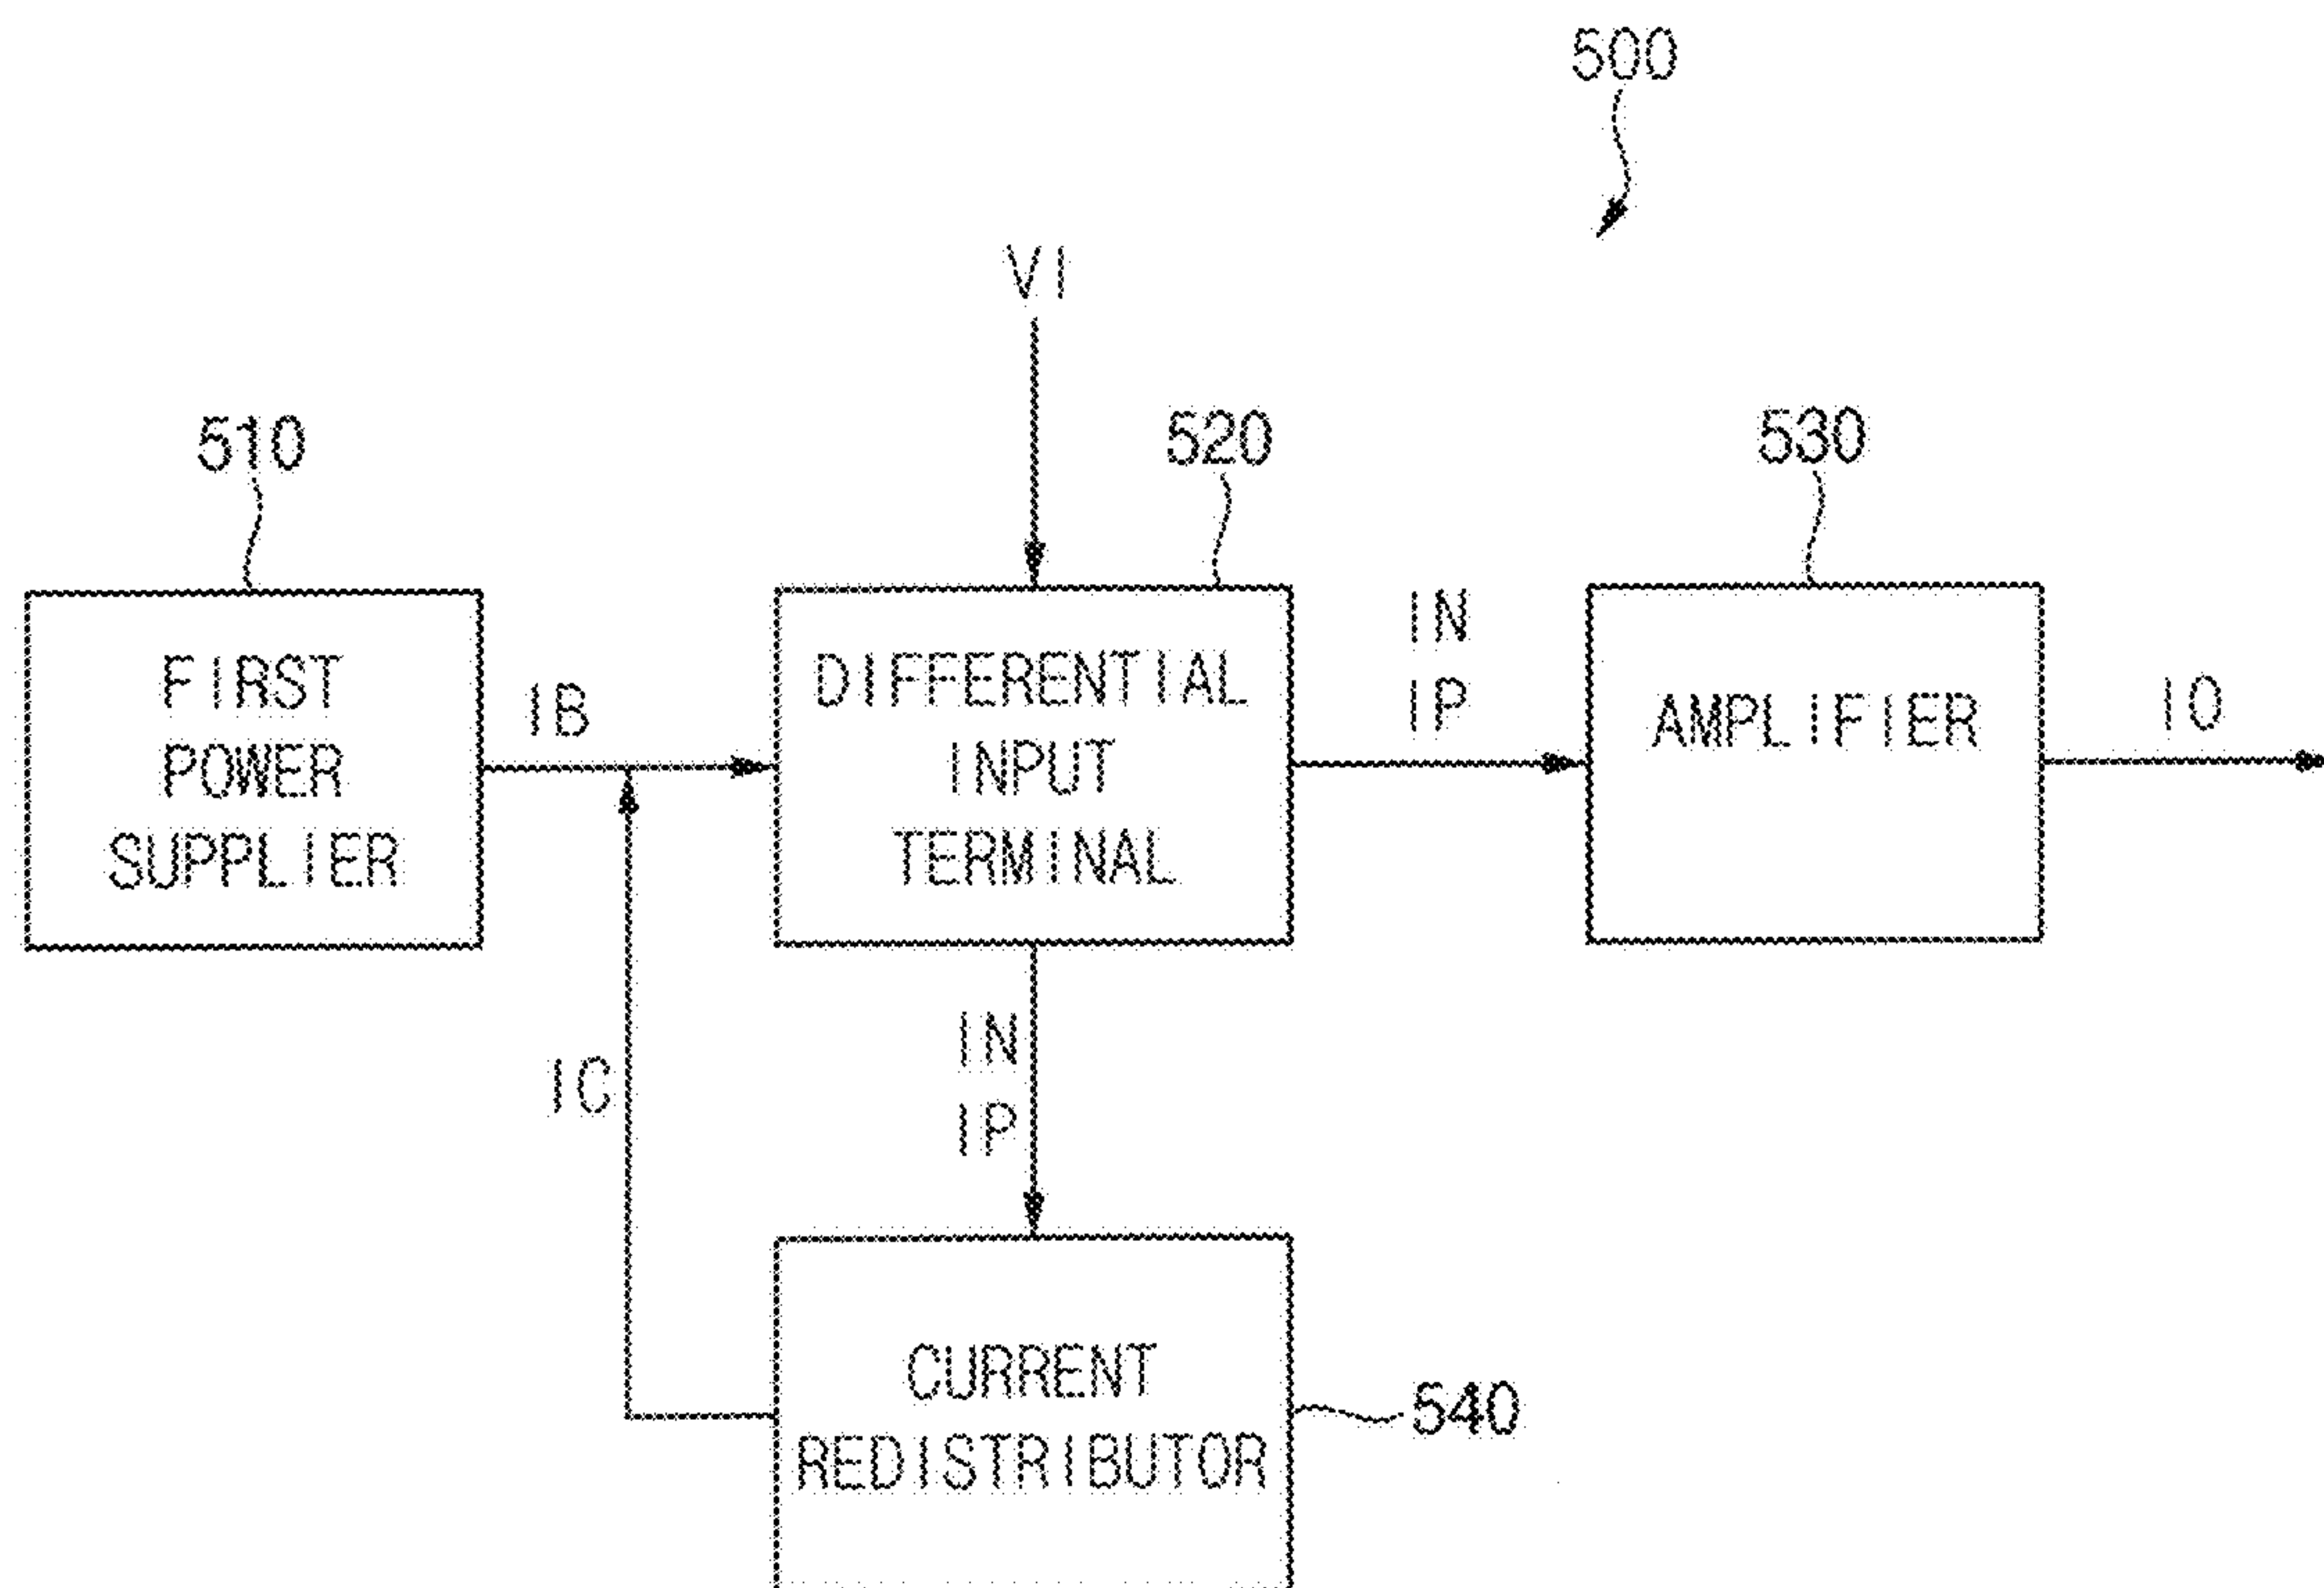 500
VI
510
520
530
FIRST
POWER
SUPPLIER
IB
DIFFERENTIAL
INPUT
TERMINAL
IN
IP
AMPLIFIER
IO
IC
IN
IP
CURRENT
REDISTRIBUTOR
540